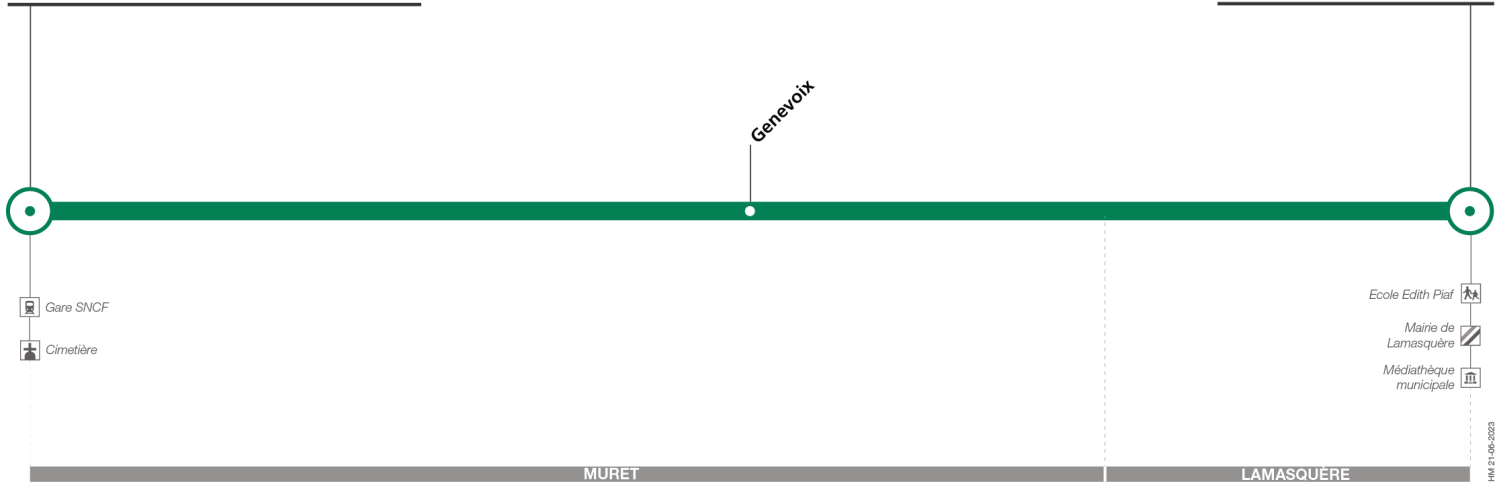 Genevoix
Gare SNCF
Cimetière
Ecole Edith Piaf
Mairie de
Lamasquère
Médiathèque
municipale
MURET
LAMASQUÈRE
HM 21-06-2023